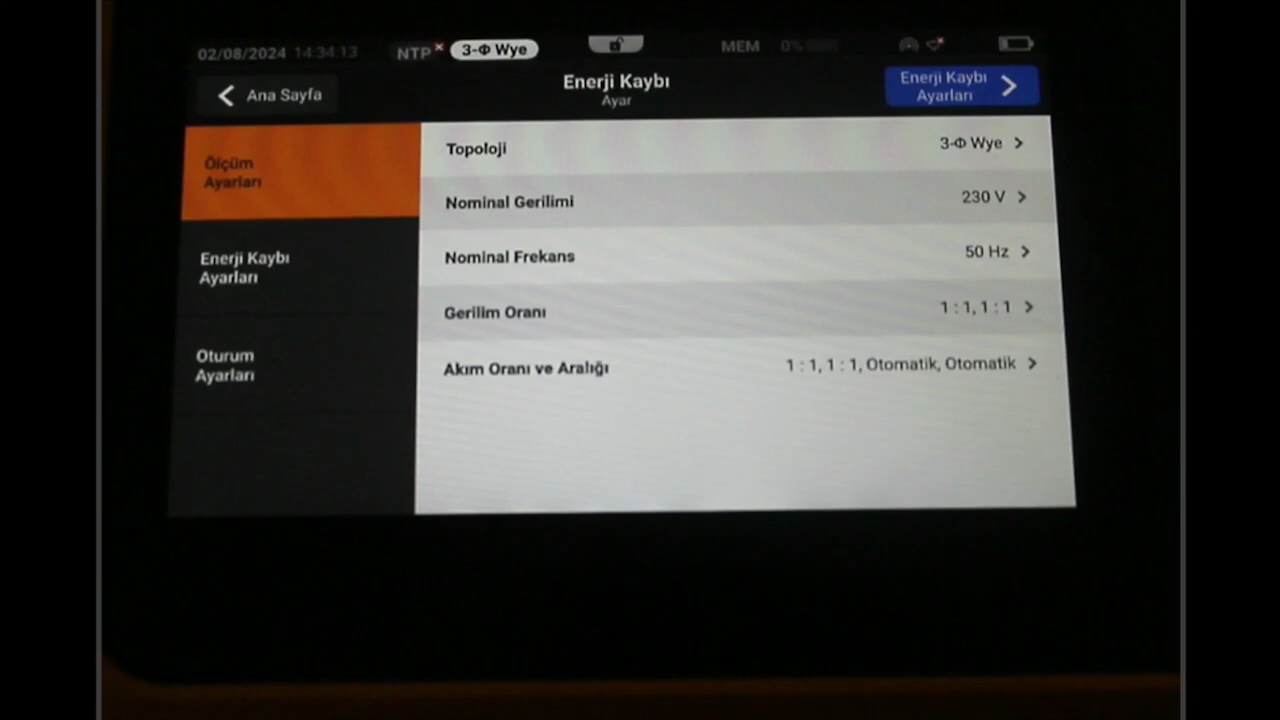 02/08/2024 14:34:13 NTP 3-Φ Wye MEM 0%
Ana Sayfa
Enerji Kaybı
Ayar
Enerji Kaybı
Ayarları
Ölçüm
Ayarları
Enerji Kaybı
Ayarları
Oturum
Ayarları
Topoloji 3-Φ Wye
Nominal Gerilimi 230 V
Nominal Frekans 50 Hz
Gerilim Oranı 1 : 1, 1 : 1
Akım Oranı ve Aralığı 1 : 1, 1 : 1, Otomatik, Otomatik